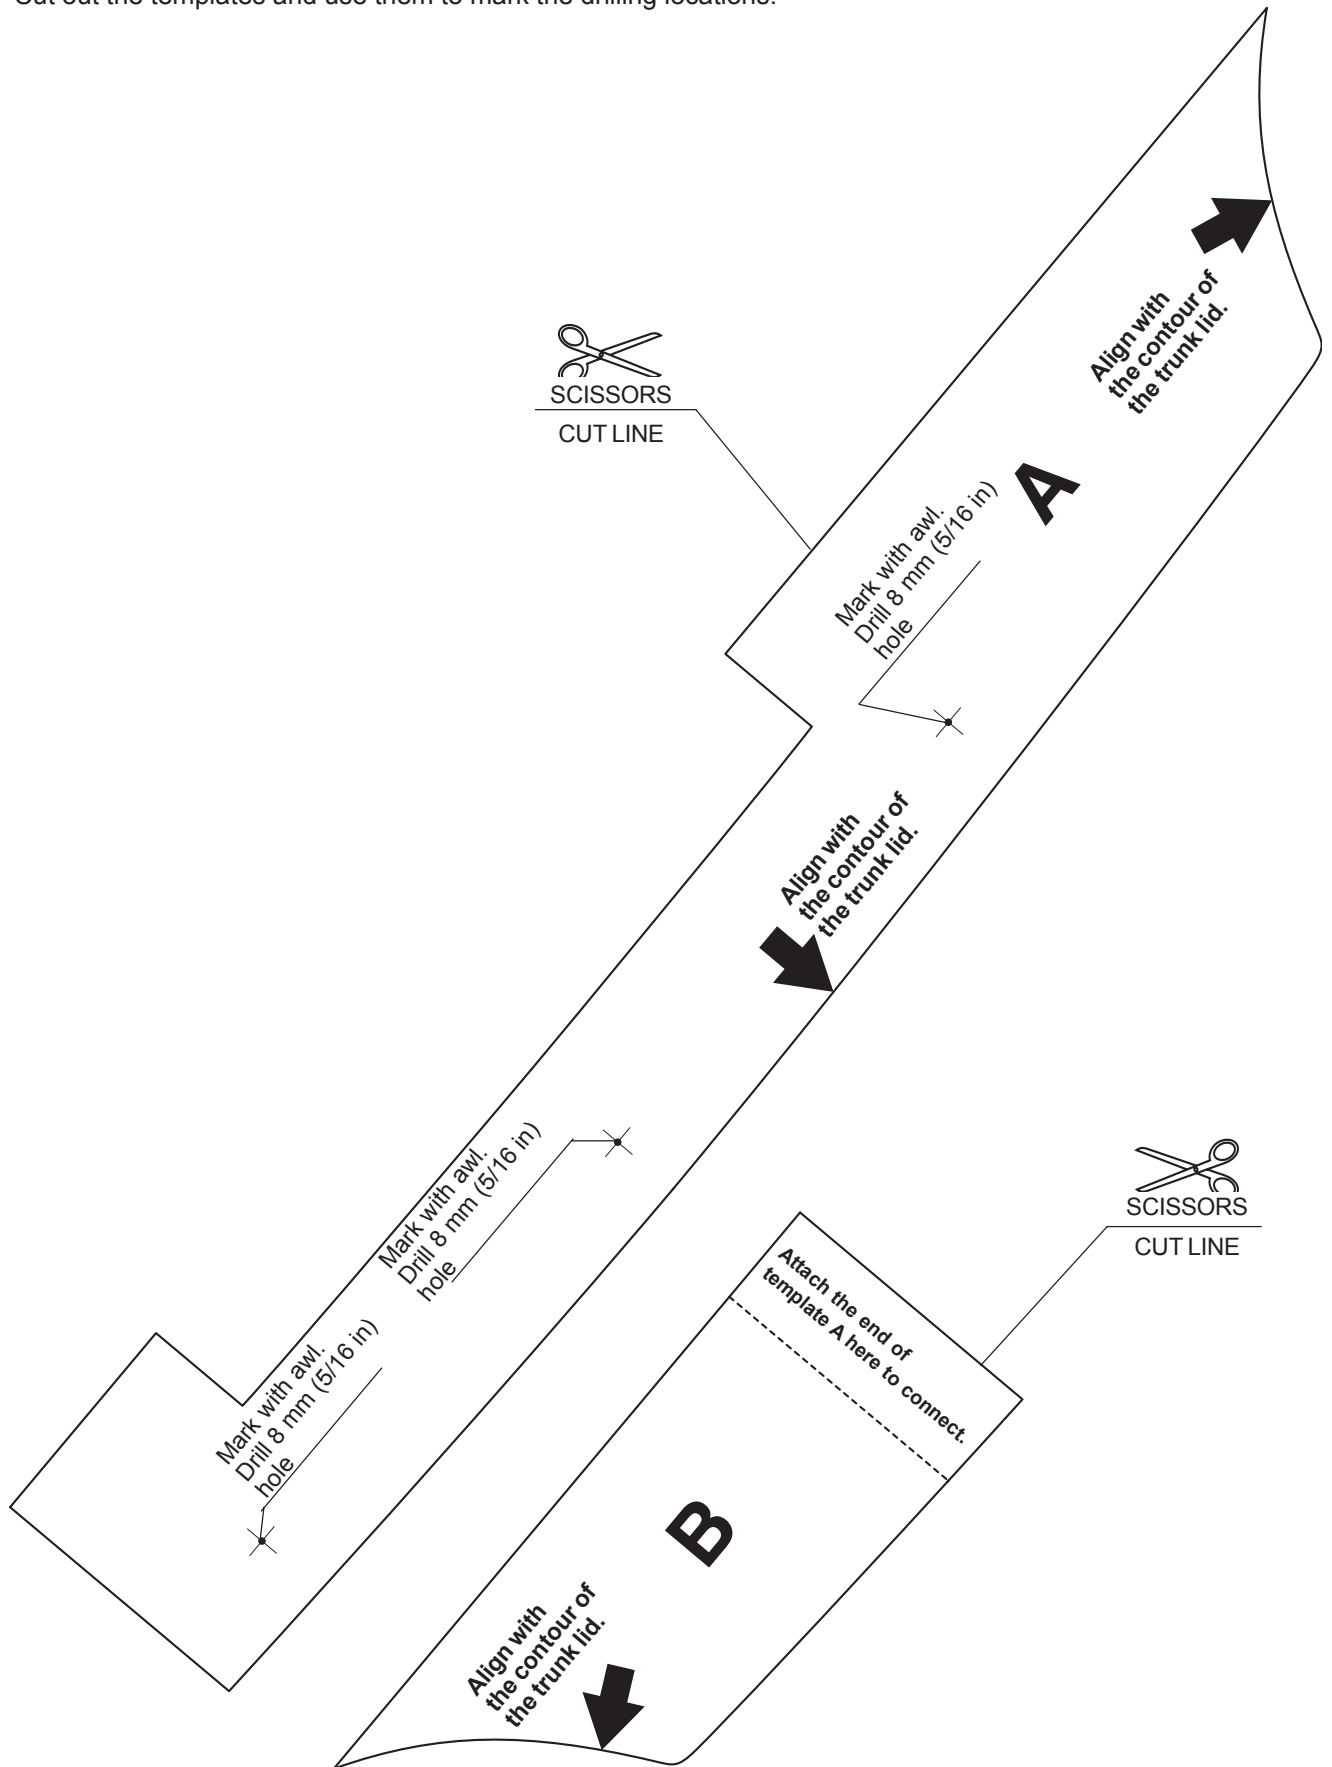 Cut out the templates and use them to mark the drilling locations.
Align with
the contour of
the trunk lid.
SCISSORS
CUT LINE
A
Mark with awl.
Drill 8 mm (5/16 in)
hole
Align with
the contour of
the trunk lid.
Mark with awl.
Drill 8 mm (5/16 in)
hole
SCISSORS
CUT LINE
Attach the end of
template A here to connect.
Mark with awl.
Drill 8 mm (5/16 in)
hole
B
Align with
the contour of
the trunk lid.